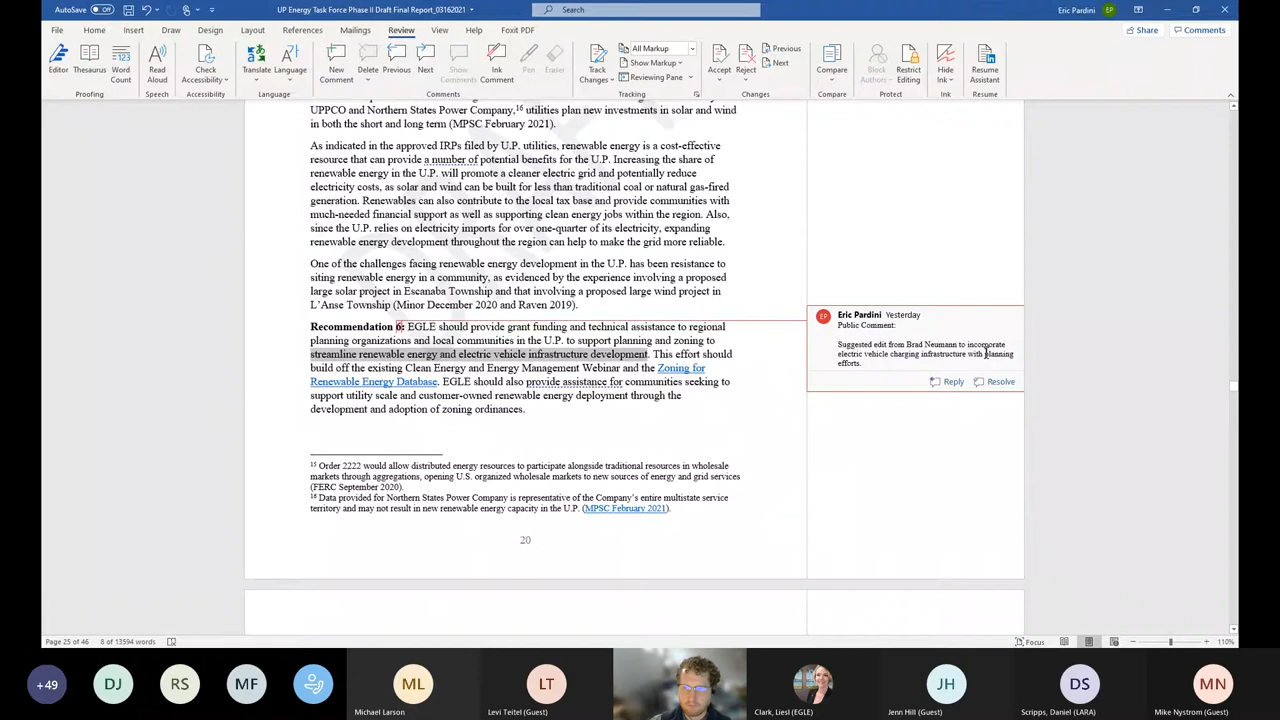 AutoSave Off
UP Energy Task Force Phase II Draft Final Report_03162021
Search
Eric Pardini EP
File Home Insert Draw Design Layout References Mailings Review View Help Foxit PDF
Share Comments
Editor Thesaurus Word Count Read Aloud Check Accessibility Translate Language New Comment Delete Previous Next Show Comments Ink Comment Pen Eraser Track Changes All Markup Show Markup Reviewing Pane Accept Reject Previous Next Compare Block Authors Restrict Editing Hide Ink Resume Assistant
Proofing Speech Accessibility Language Comments Tracking Changes Compare Protect Ink Resume
UPPCO and Northern States Power Company,16 utilities plan new investments in solar and wind
in both the short and long term (MPSC February 2021).
As indicated in the approved IRPs filed by U.P. utilities, renewable energy is a cost-effective
resource that can provide a number of potential benefits for the U.P. Increasing the share of
renewable energy in the U.P. will promote a cleaner electric grid and potentially reduce
electricity costs, as solar and wind can be built for less than traditional coal or natural gas-fired
generation. Renewables can also contribute to the local tax base and provide communities with
much-needed financial support as well as supporting clean energy jobs within the region. Also,
since the U.P. relies on electricity imports for over one-quarter of its electricity, expanding
renewable energy development throughout the region can help to make the grid more reliable.
One of the challenges facing renewable energy development in the U.P. has been resistance to
siting renewable energy in a community, as evidenced by the experience involving a proposed
large solar project in Escanaba Township and that involving a proposed large wind project in
L'Anse Township (Minor December 2020 and Raven 2019).
Recommendation 6: EGLE should provide grant funding and technical assistance to regional
planning organizations and local communities in the U.P. to support planning and zoning to
streamline renewable energy and electric vehicle infrastructure development. This effort should
build off the existing Clean Energy and Energy Management Webinar and the Zoning for
Renewable Energy Database. EGLE should also provide assistance for communities seeking to
support utility scale and customer-owned renewable energy deployment through the
development and adoption of zoning ordinances.
15 Order 2222 would allow distributed energy resources to participate alongside traditional resources in wholesale
markets through aggregations, opening U.S. organized wholesale markets to new sources of energy and grid services
(FERC September 2020).
16 Data provided for Northern States Power Company is representative of the Company's entire multistate service
territory and may not result in new renewable energy capacity in the U.P. (MPSC February 2021).
20
EP Eric Pardini Yesterday
Public Comment:
Suggested edit from Brad Neumann to incorporate
electric vehicle charging infrastructure with planning
efforts.
Reply Resolve
Page 25 of 46 8 of 13594 words
Focus 110%
+49 DJ RS MF ML LT JH DS MN
Michael Larson Levi Teitel (Guest) Clark, Liesl (EGLE) Jenn Hill (Guest) Scripps, Daniel (LARA) Mike Nystrom (Guest)